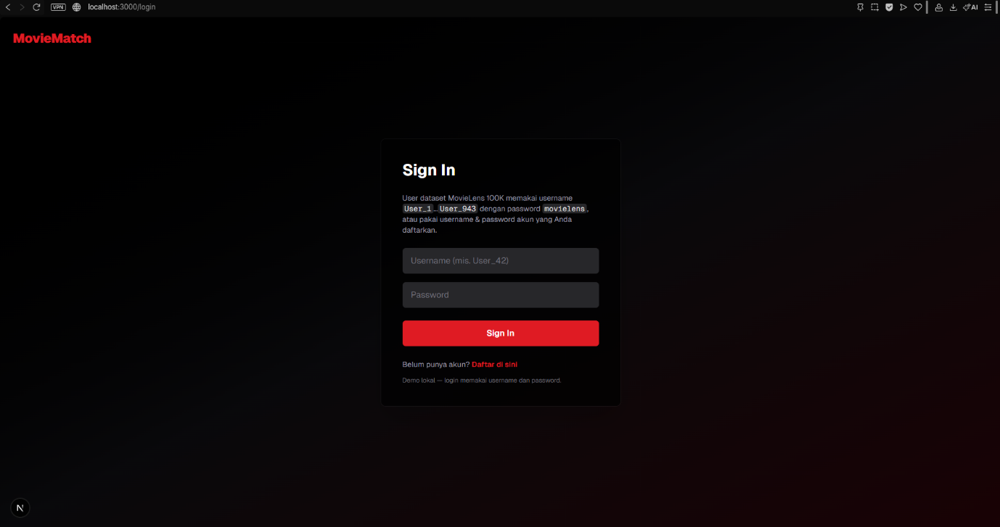 VPN localhost:3000/login AI
MovieMatch
Sign In
User dataset MovieLens 100K memakai username
User_1…User_943 dengan password movielens,
atau pakai username & password akun yang Anda
daftarkan.
Username (mis. User_42)
Password
Sign In
Belum punya akun? Daftar di sini
Demo lokal — login memakai username dan password.
N